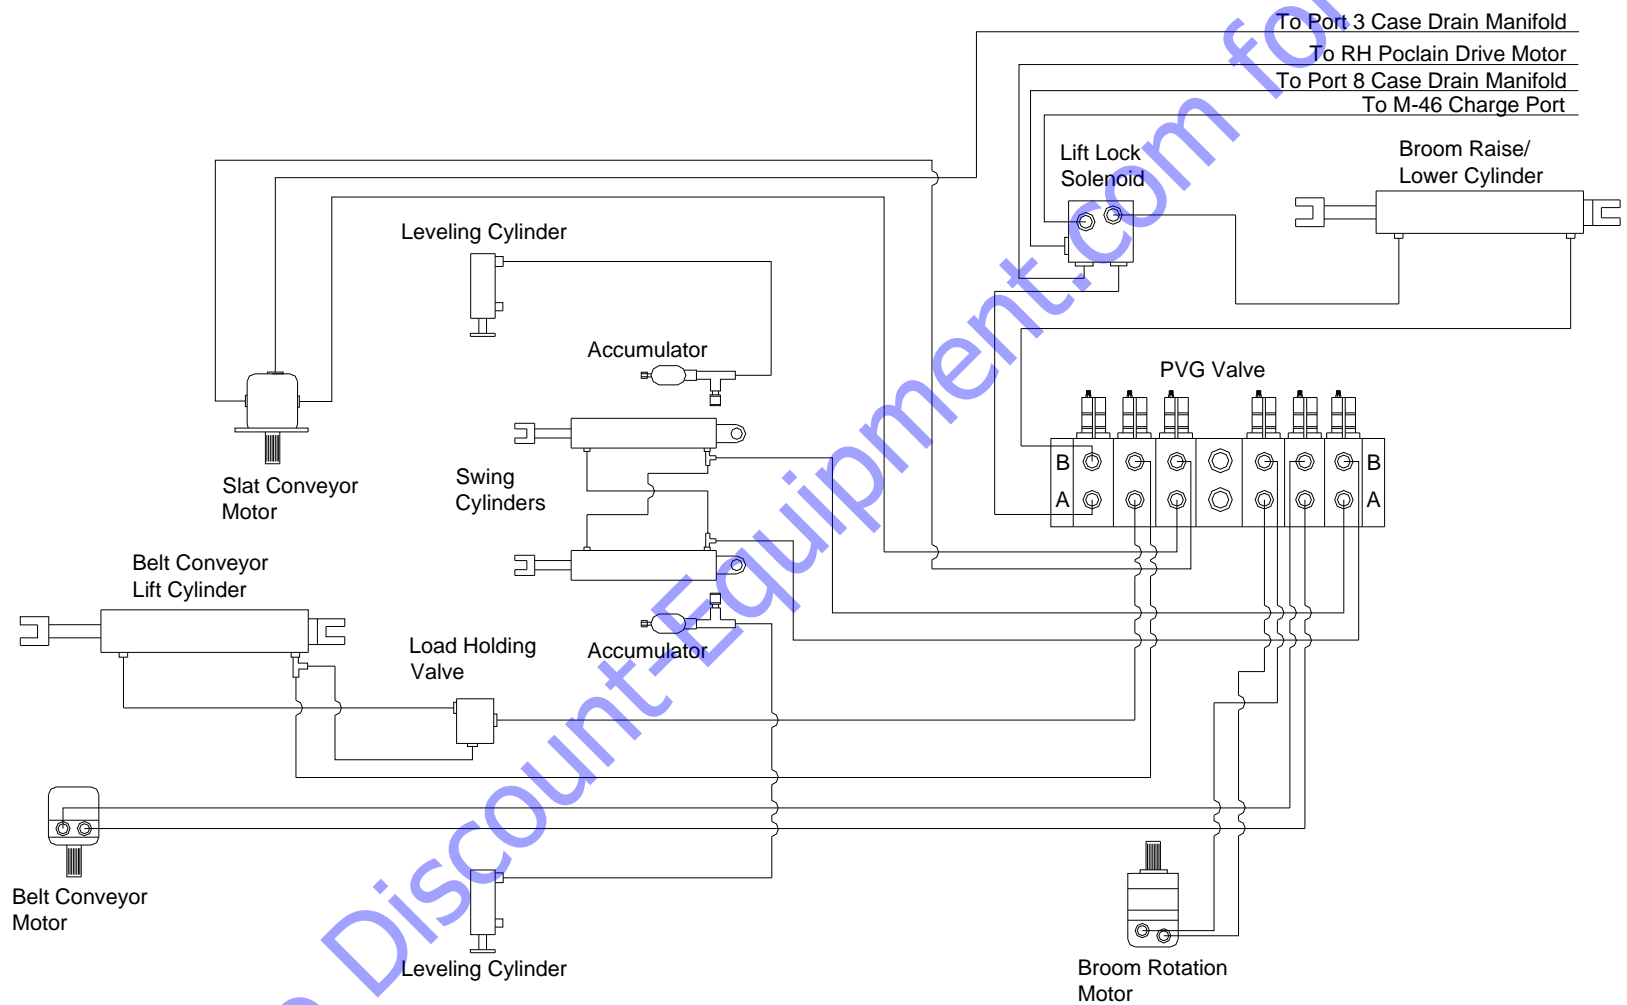 To Port 3 Case Drain Manifold
To RH Poclain Drive Motor
To Port 8 Case Drain Manifold
To M-46 Charge Port
Lift Lock
Solenoid
Broom Raise/
Lower Cylinder
Leveling Cylinder
Accumulator
PVG Valve
B
B
A
A
Swing
Cylinders
Slat Conveyor
Motor
Belt Conveyor
Lift Cylinder
Load Holding
Valve
Accumulator
Belt Conveyor
Motor
Leveling Cylinder
Broom Rotation
Motor
Discount-Equipment.com for